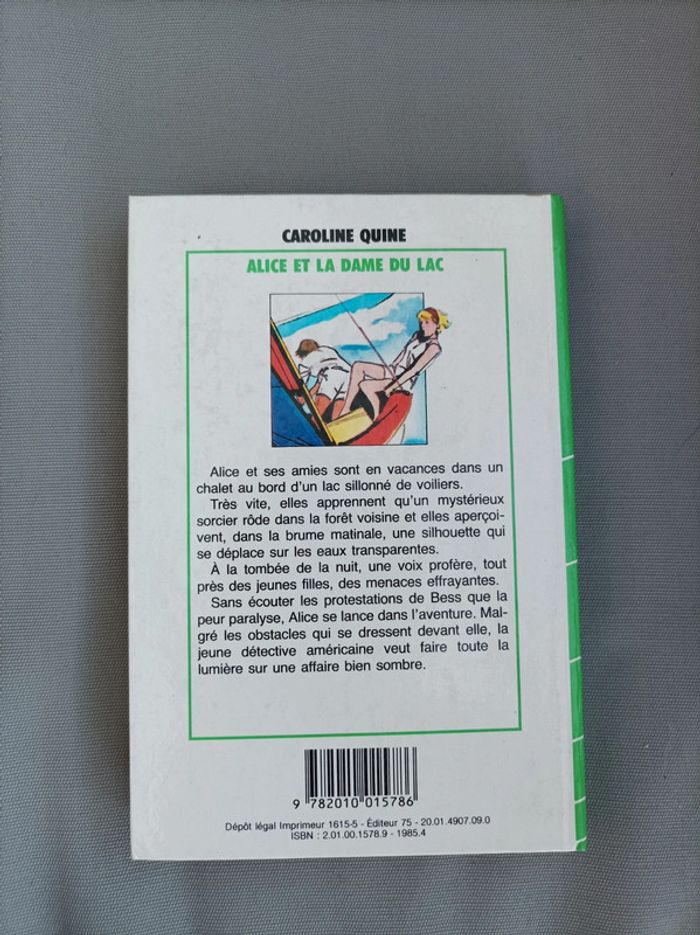 CAROLINE QUINE
ALICE ET LA DAME DU LAC
Alice et ses amies sont en vacances dans un
chalet au bord d'un lac sillonné de voiliers.
Très vite, elles apprennent qu'un mystérieux
sorcier rôde dans la forêt voisine et elles aperçoi-
vent, dans la brume matinale, une silhouette qui
se déplace sur les eaux transparentes.
À la tombée de la nuit, une voix profère, tout
près des jeunes filles, des menaces effrayantes.
Sans écouter les protestations de Bess que la
peur paralyse, Alice se lance dans l'aventure. Mal-
gré les obstacles qui se dressent devant elle, la
jeune détective américaine veut faire toute la
lumière sur une affaire bien sombre.
9 782010 015786
Dépôt légal Imprimeur 1615-5 - Éditeur 75 - 20.01.4907.09.0
ISBN : 2.01.00.1578.9 - 1985.4